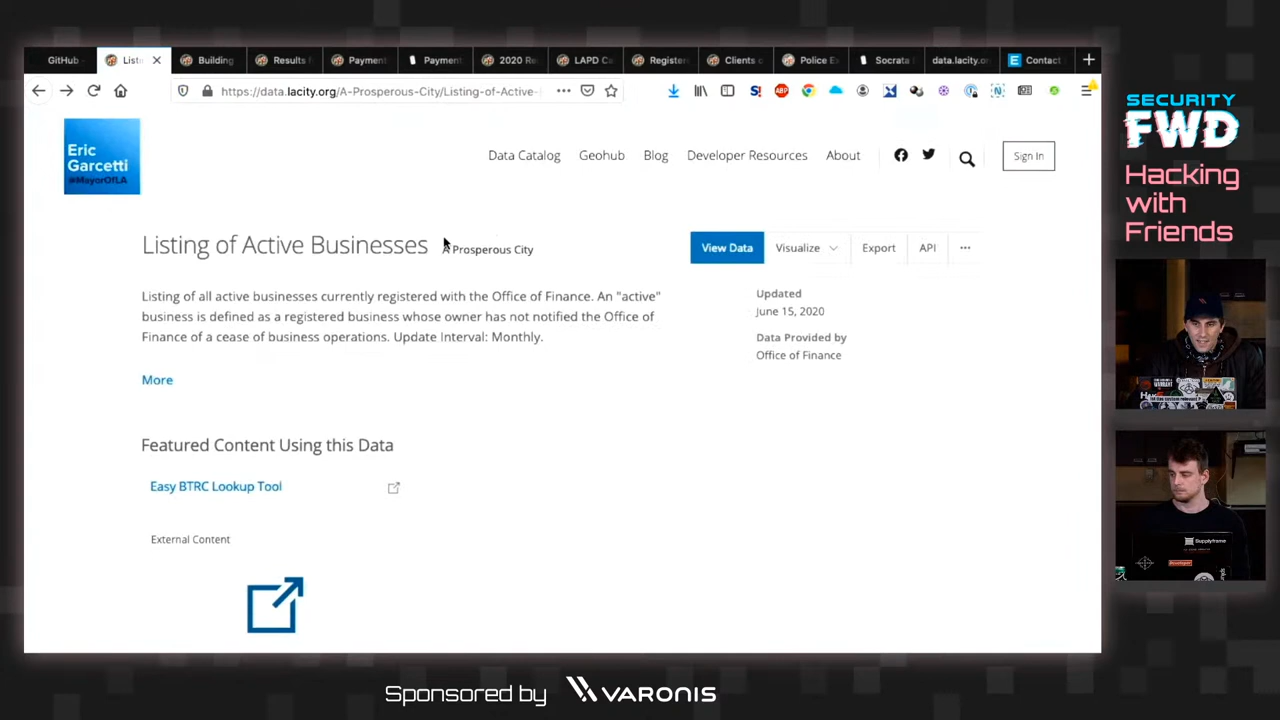 GitHub
List
Building
Results
Payment
Payment
2020 Re
LAPD Ca
Register
Clients o
Police E
Socrata
data.lacity.or
Contact
https://data.lacity.org/A-Prosperous-City/Listing-of-Active-
Eric
Garcetti
#MayorOfLA
Data Catalog
Geohub
Blog
Developer Resources
About
Sign In
Listing of Active Businesses
A Prosperous City
View Data
Visualize
Export
API
Listing of all active businesses currently registered with the Office of Finance. An "active"
business is defined as a registered business whose owner has not notified the Office of
Finance of a cease of business operations. Update Interval: Monthly.
More
Updated
June 15, 2020
Data Provided by
Office of Finance
Featured Content Using this Data
Easy BTRC Lookup Tool
External Content
SECURITY
FWD
Hacking
with
Friends
Supplyframe
Sponsored by VARONIS